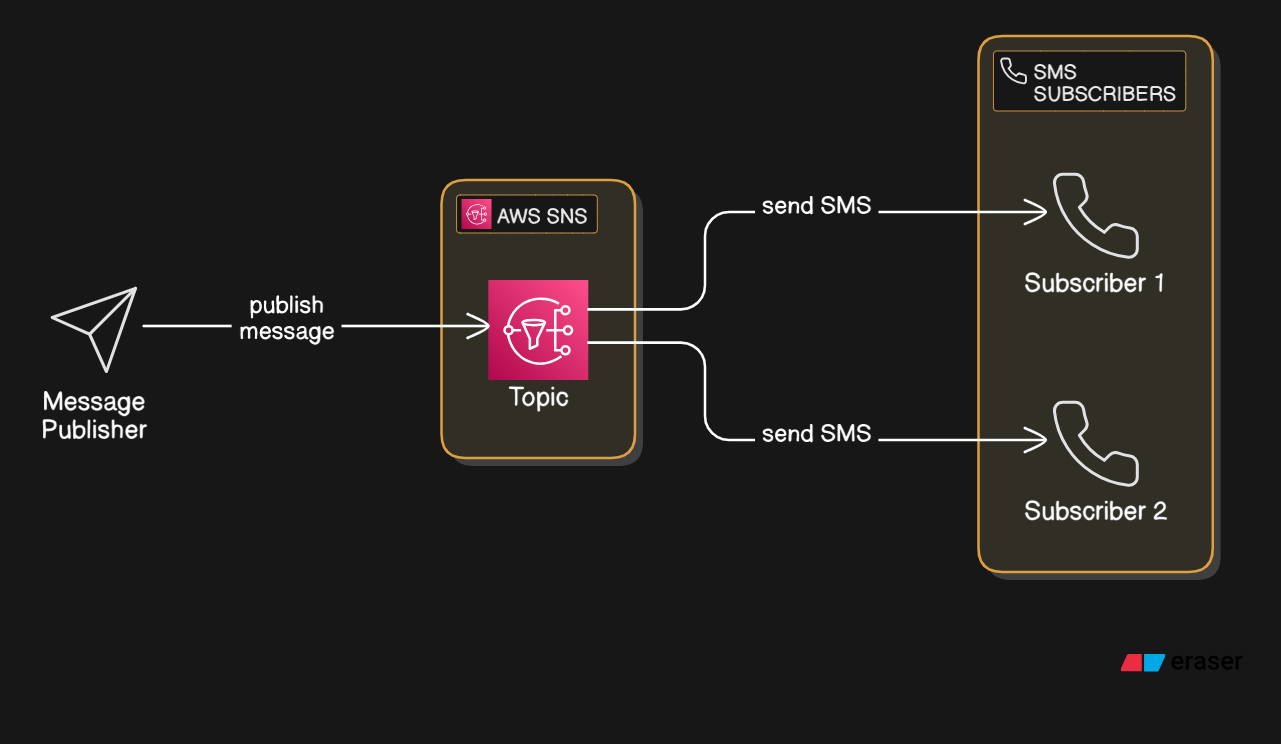 SMS
SUBSCRIBERS
send SMS
AWS SNS
Subscriber 1
publish
message
Topic
Message
Publisher
send SMS
Subscriber 2
eraser